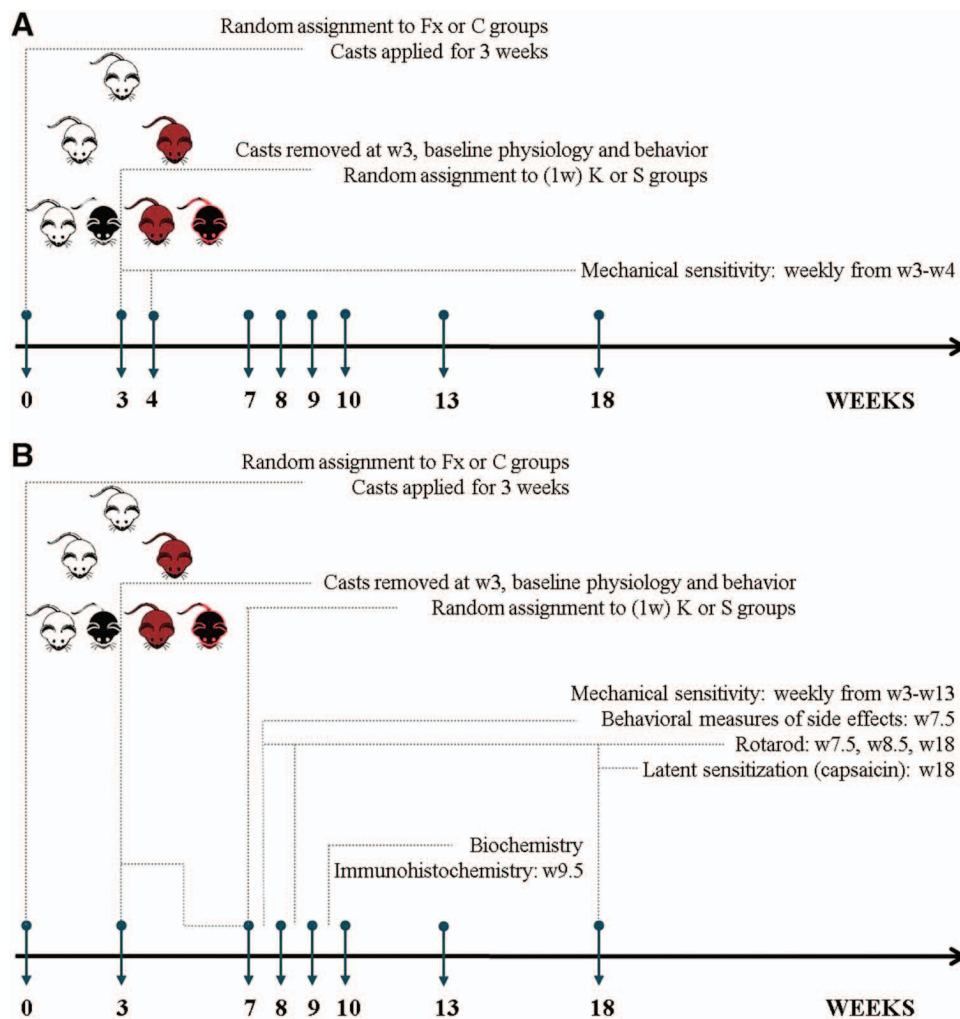 A
Random assignment to Fx or C groups
Casts applied for 3 weeks
Casts removed at w3, baseline physiology and behavior
Random assignment to (1w) K or S groups
Mechanical sensitivity: weekly from w3-w4
0 3 4 7 8 9 10 13 18 WEEKS
B
Random assignment to Fx or C groups
Casts applied for 3 weeks
Casts removed at w3, baseline physiology and behavior
Random assignment to (1w) K or S groups
Mechanical sensitivity: weekly from w3-w13
Behavioral measures of side effects: w7.5
Rotarod: w7.5, w8.5, w18
Latent sensitization (capsaicin): w18
Biochemistry
Immunohistochemistry: w9.5
0 3 7 8 9 10 13 18 WEEKS